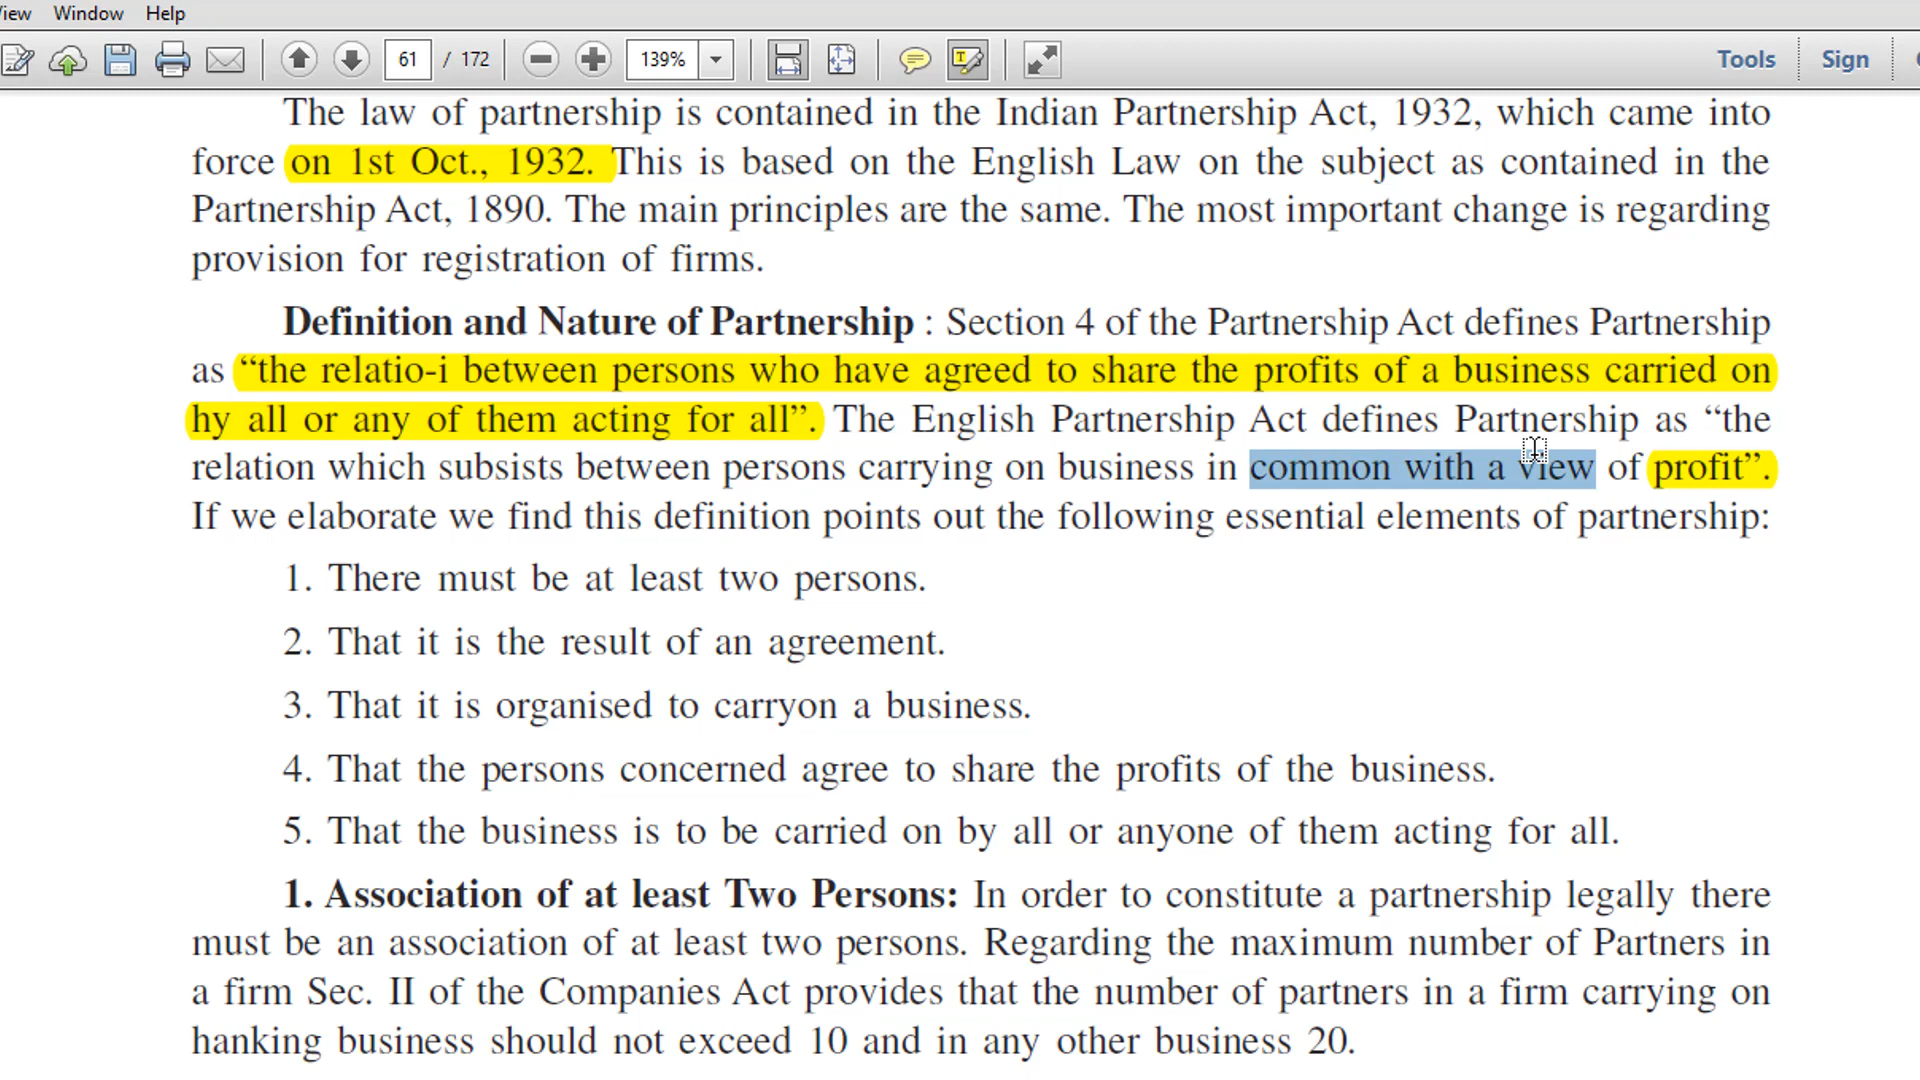 View Window Help
61 / 172 139% Tools Sign
The law of partnership is contained in the Indian Partnership Act, 1932, which came into
force on 1st Oct., 1932. This is based on the English Law on the subject as contained in the
Partnership Act, 1890. The main principles are the same. The most important change is regarding
provision for registration of firms.
Definition and Nature of Partnership : Section 4 of the Partnership Act defines Partnership
as “the relatio-i between persons who have agreed to share the profits of a business carried on
hy all or any of them acting for all”. The English Partnership Act defines Partnership as “the
relation which subsists between persons carrying on business in common with a view of profit”.
If we elaborate we find this definition points out the following essential elements of partnership:
1. There must be at least two persons.
2. That it is the result of an agreement.
3. That it is organised to carryon a business.
4. That the persons concerned agree to share the profits of the business.
5. That the business is to be carried on by all or anyone of them acting for all.
1. Association of at least Two Persons: In order to constitute a partnership legally there
must be an association of at least two persons. Regarding the maximum number of Partners in
a firm Sec. II of the Companies Act provides that the number of partners in a firm carrying on
hanking business should not exceed 10 and in any other business 20.